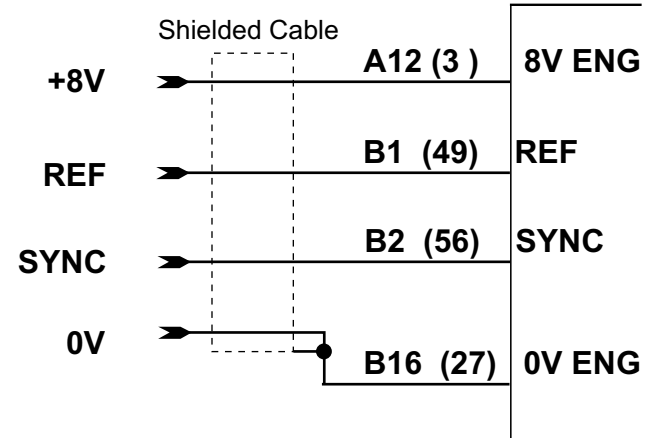 Shielded Cable
+8V A12 (3 ) 8V ENG
REF B1 (49) REF
SYNC B2 (56) SYNC
0V B16 (27) 0V ENG